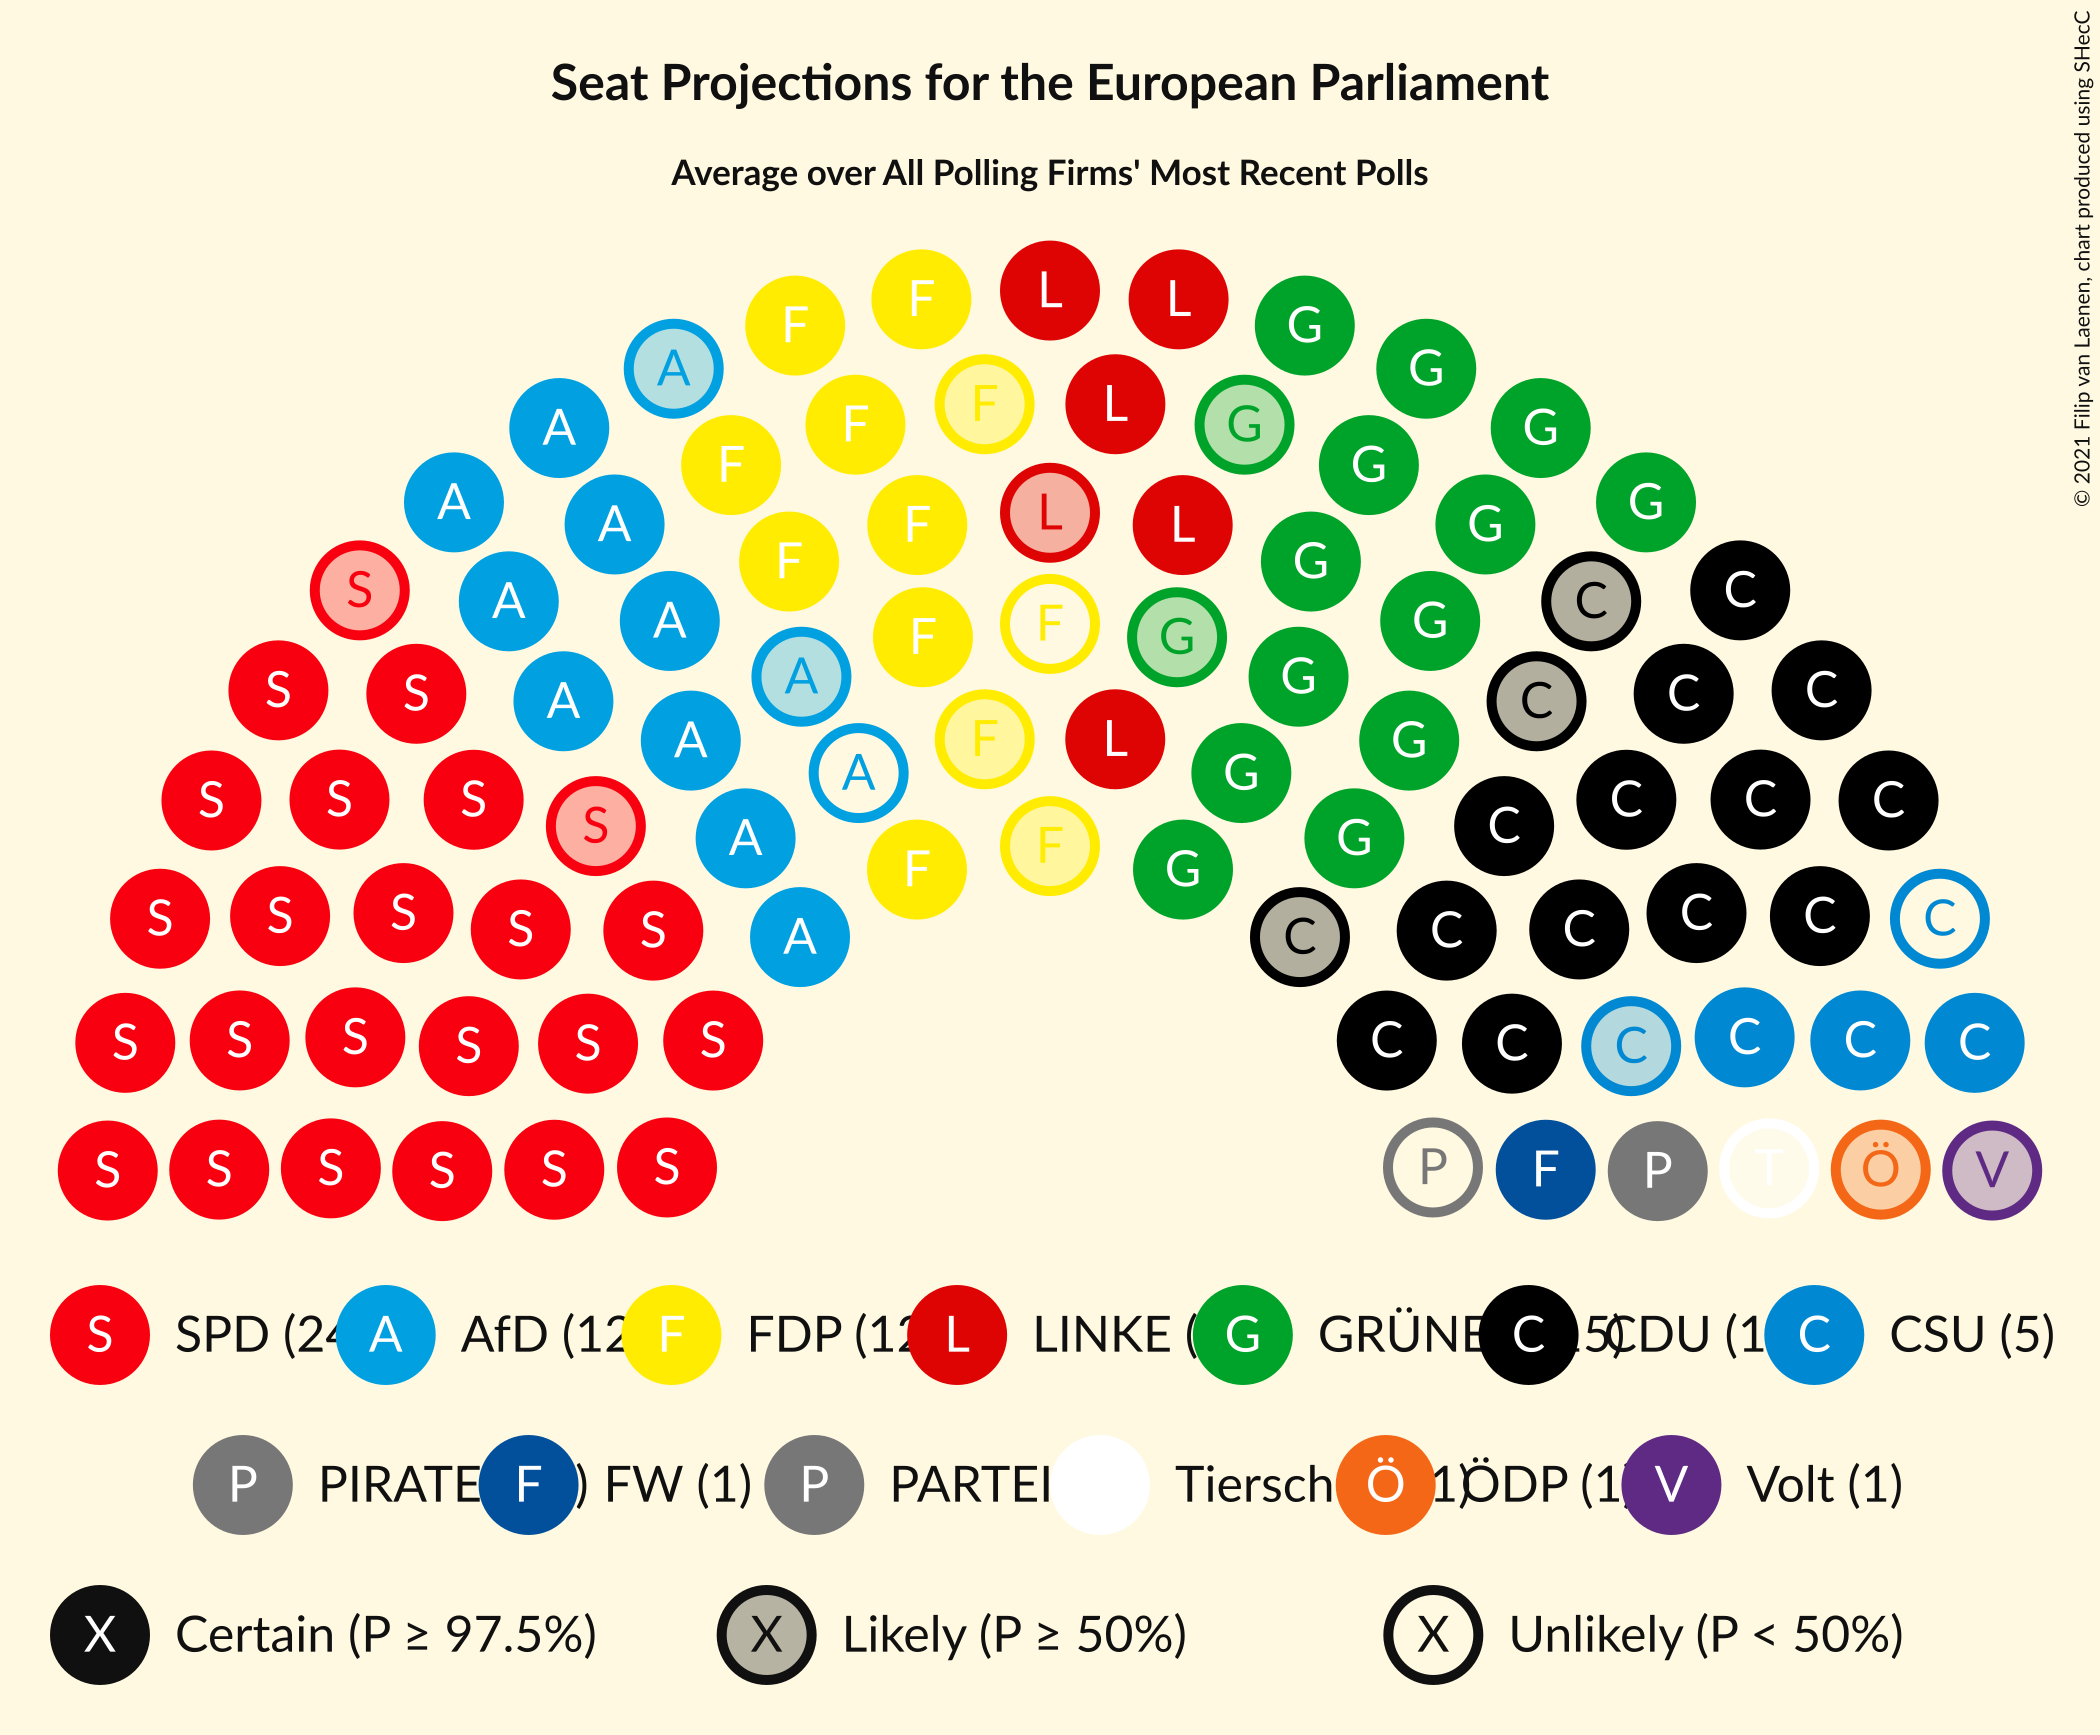 Seat Projections for the European Parliament
Average over All Polling Firms' Most Recent Polls
© 2021 Filip van Laenen, chart produced using SHecC
L
F L
F G
A F G
F F L G
A F G
F G
A L L G
A F F G
A G
S A F G C C
A F G G
A A G C
S S A G C C C
A F L G
S S S A G C C C C
S A G C
F F G
S S S S S A C C C C C C
S S S S S S C C C C C C
S S S S S S P F P T Ö V
S SPD (24 A AfD (12 F FDP (12 L LINKE ( G GRÜNE C 5) CDU (1 C CSU (5)
P PIRATE F ) FW (1) P PARTEI Tiersch Ö 1) ÖDP (1) V Volt (1)
X Certain (P ≥ 97.5%) X Likely (P ≥ 50%) X Unlikely (P < 50%)